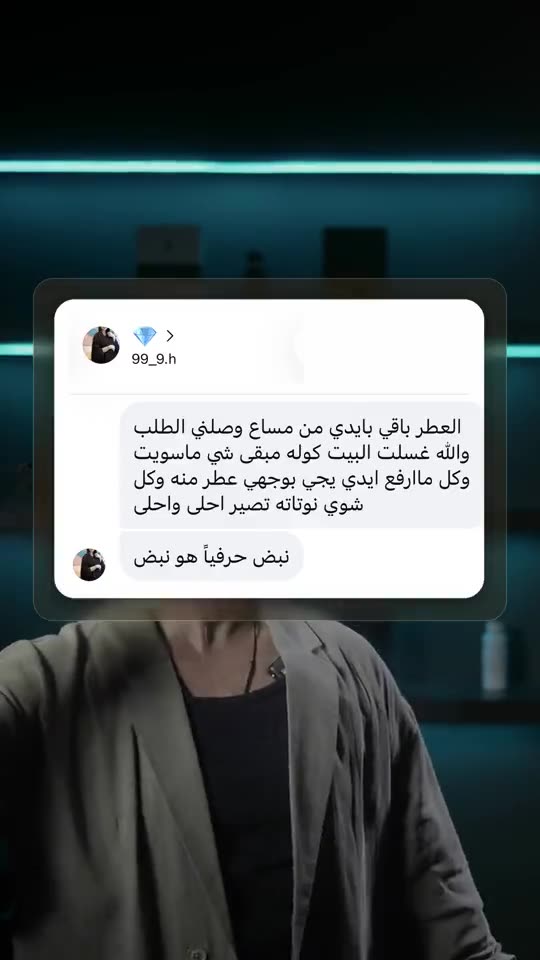 99_9.h
العطر باقي بايدي من مساع وصلني الطلب
والله غسلت البيت كوله مبقى شي ماسويت
وكل ماارفع ايدي يجي بوجهي عطر منه وكل
شوي نوتاته تصير احلى واحلى
نبض حرفياً هو نبض